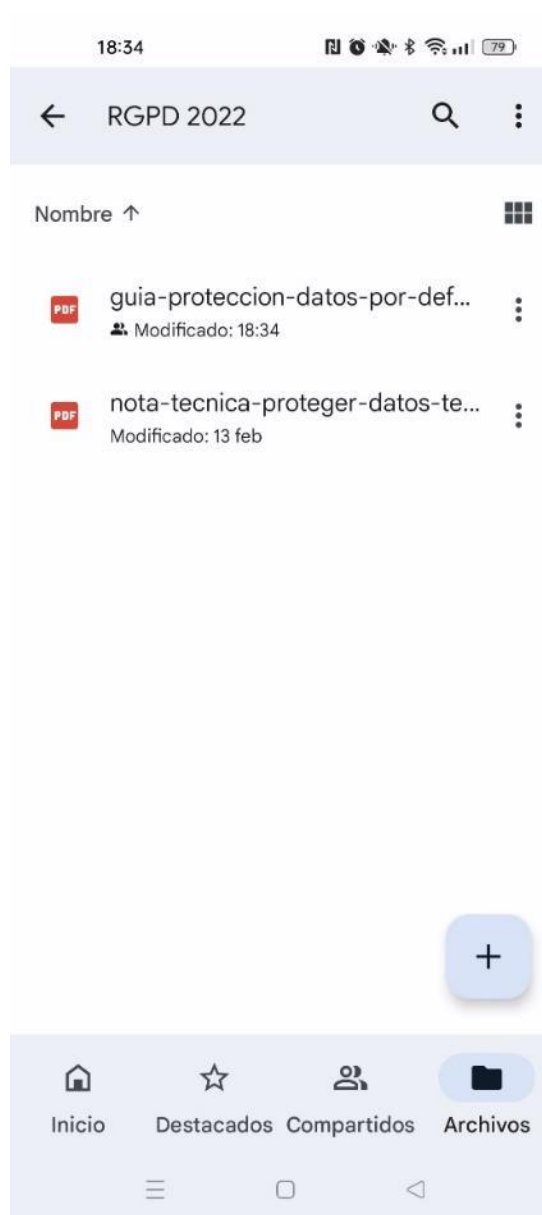 18:34
79
RGPD 2022
Nombre ↑
PDF
guia-proteccion-datos-por-def...
Modificado: 18:34
PDF
nota-tecnica-proteger-datos-te...
Modificado: 13 feb
Inicio Destacados Compartidos Archivos